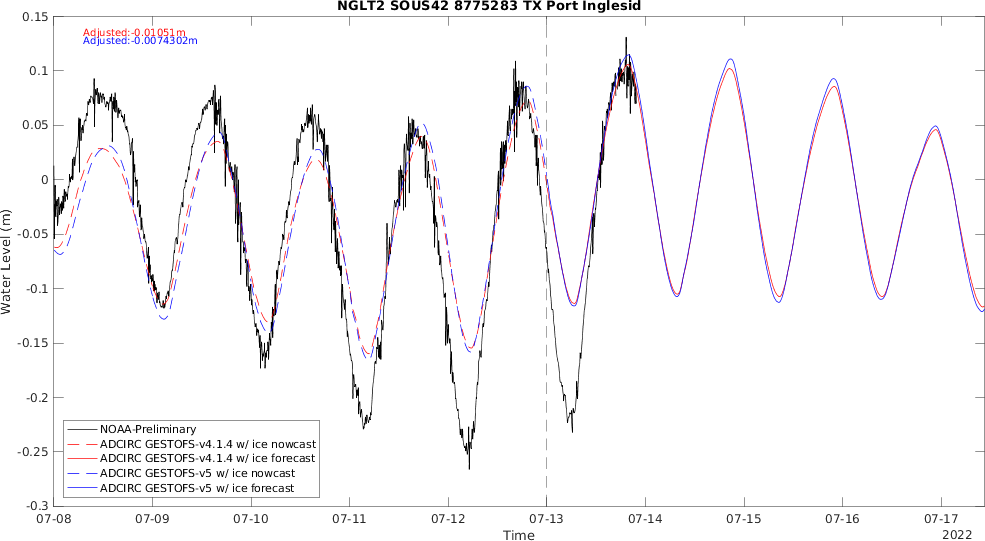 NGLT2 SOUS42 8775283 TX Port Inglesid
Adjusted:-0.01051m
Adjusted:-0.0074302m
0.15
0.1
0.05
0
-0.05
-0.1
-0.15
-0.2
-0.25
-0.3
Water Level (m)
NOAA-Preliminary
ADCIRC GESTOFS-v4.1.4 w/ ice nowcast
ADCIRC GESTOFS-v4.1.4 w/ ice forecast
ADCIRC GESTOFS-v5 w/ ice nowcast
ADCIRC GESTOFS-v5 w/ ice forecast
07-08 07-09 07-10 07-11 07-12 07-13 07-14 07-15 07-16 07-17
Time
2022